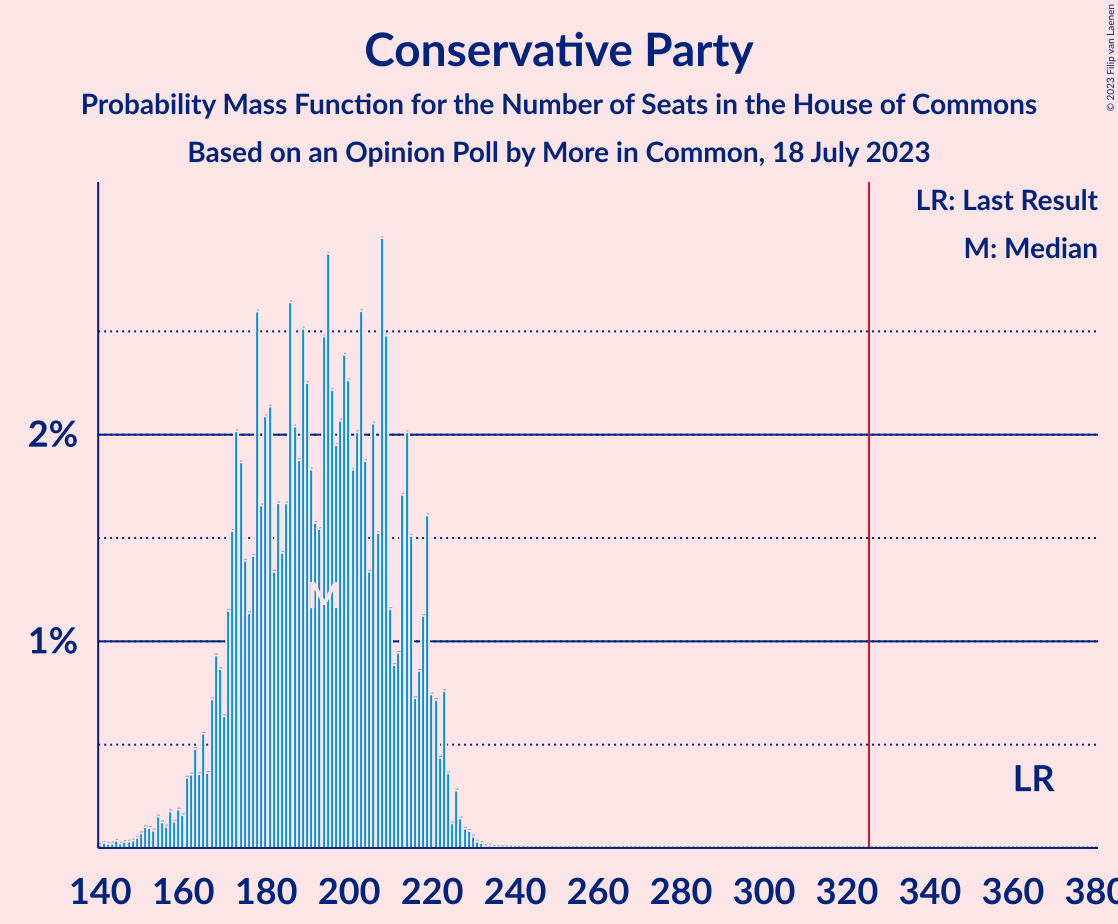 Conservative Party
Probability Mass Function for the Number of Seats in the House of Commons
Based on an Opinion Poll by More in Common, 18 July 2023
© 2023 Filip van Laenen
LR: Last Result
M: Median
2%
1%
M
LR
140 160 180 200 220 240 260 280 300 320 340 360 380